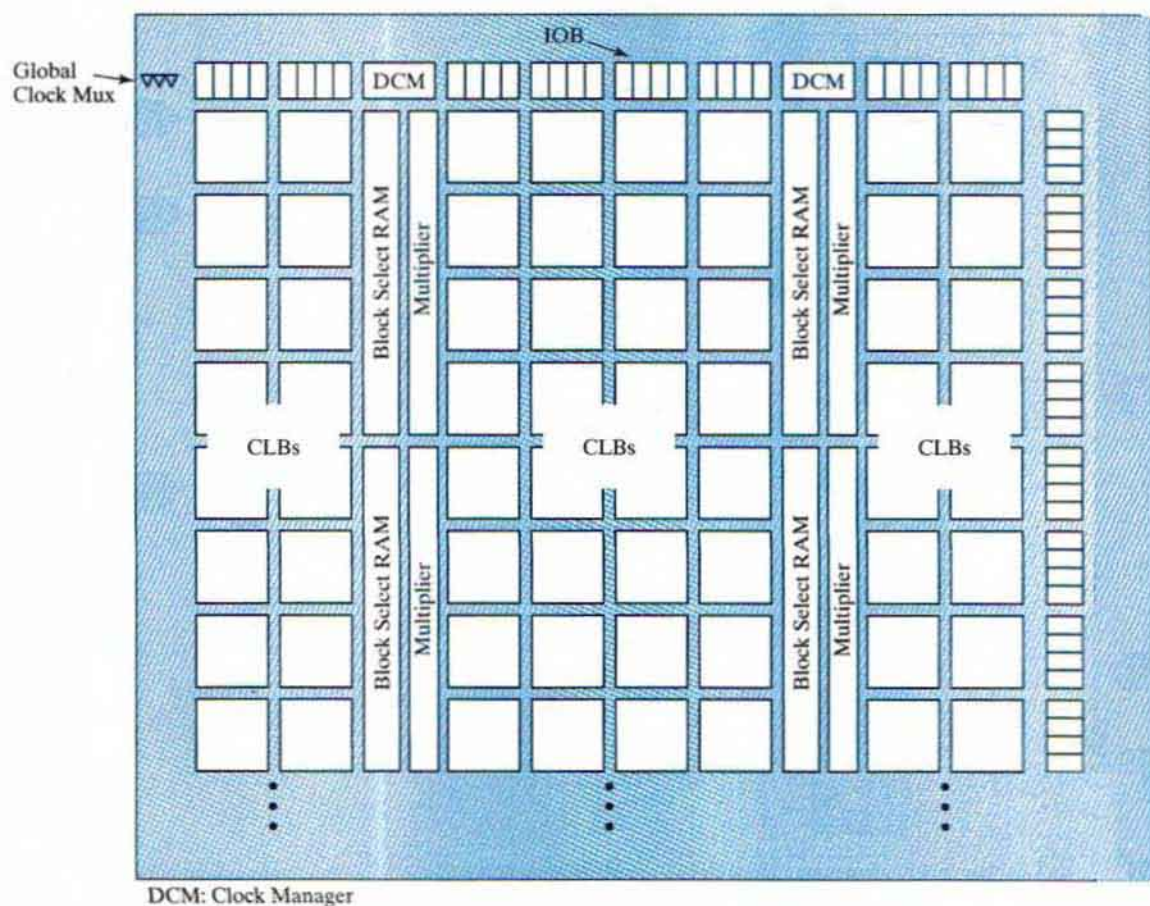 IOB
Global
Clock Mux
DCM
DCM
Block Select RAM
Multiplier
Block Select RAM
Multiplier
CLBs
CLBs
CLBs
Block Select RAM
Multiplier
Block Select RAM
Multiplier
DCM: Clock Manager